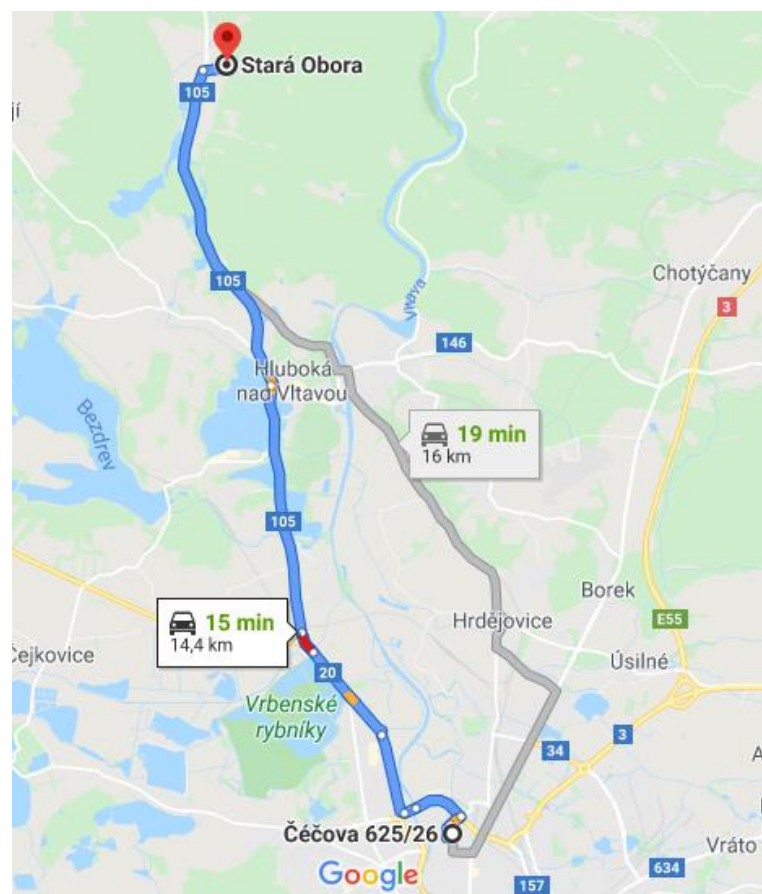 Stará Obora
105
jí
105
Vltava
Chotýčany
3
146
Hluboká
nad Vltavou
Bezdrev
19 min
16 km
105
Borek
15 min
14,4 km
Hrdějovice
E55
Čejkovice
Úsilné
20
Vrbenské
rybníky
3
34
A
Čéčova 625/26
Vráto
Google
634
157